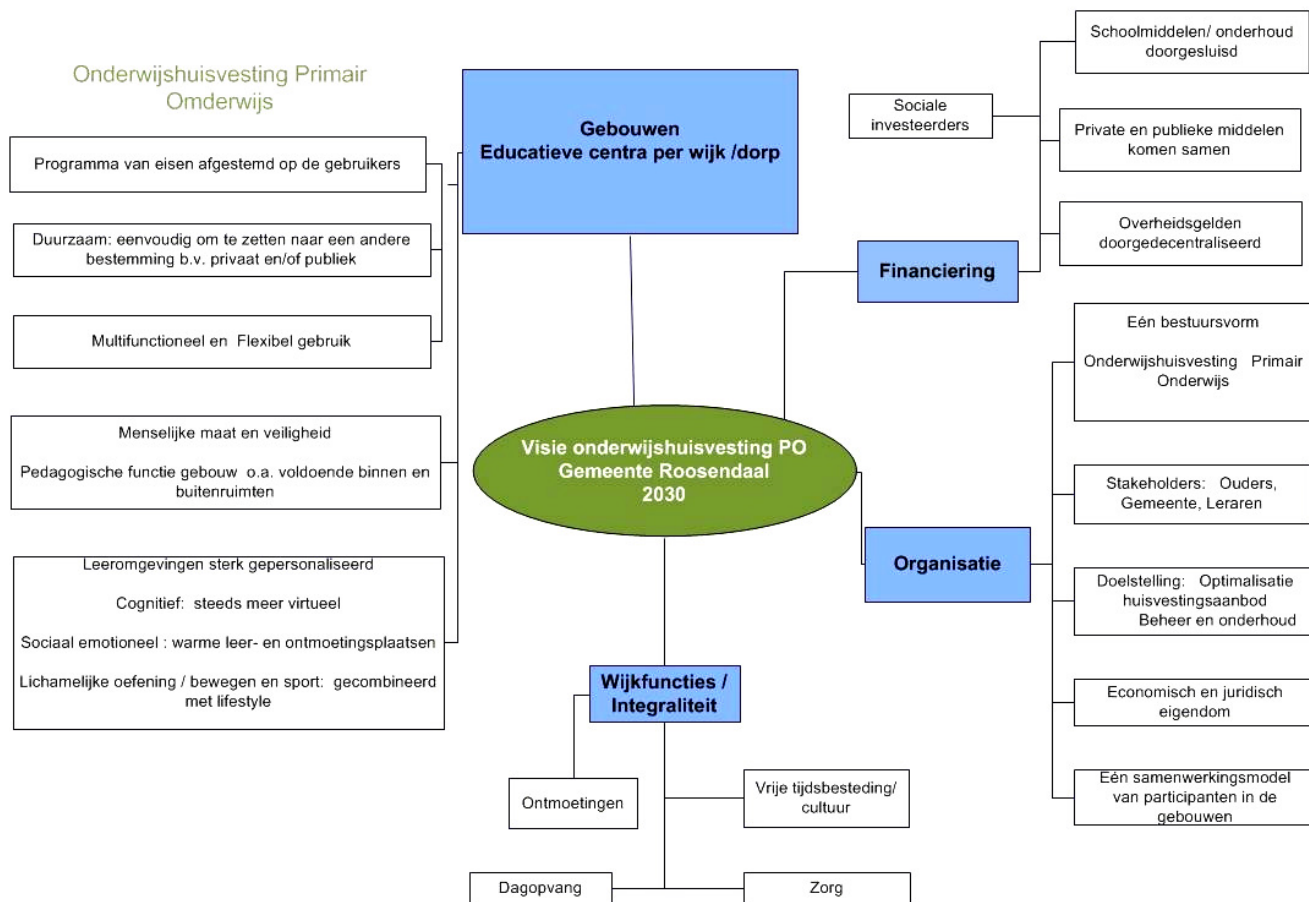 Onderwijshuisvesting Primair
Omderwijs
Programma van eisen afgestemd op de gebruikers
Duurzaam: eenvoudig om te zetten naar een andere
bestemming b.v. privaat en/of publiek
Multifunctioneel en Flexibel gebruik
Menselijke maat en veiligheid
Pedagogische functie gebouw o.a. voldoende binnen en
buitenruimten
Leeromgevingen sterk gepersonaliseerd
Cognitief: steeds meer virtueel
Sociaal emotioneel : warme leer- en ontmoetingsplaatsen
Lichamelijke oefening / bewegen en sport: gecombineerd
met lifestyle
Gebouwen
Educatieve centra per wijk /dorp
Visie onderwijshuisvesting PO
Gemeente Roosendaal
2030
Wijkfuncties /
Integraliteit
Ontmoetingen
Vrije tijdsbesteding/
cultuur
Dagopvang
Zorg
Sociale
investeerders
Schoolmiddelen/ onderhoud
doorgesluisd
Private en publieke middelen
komen samen
Overheidsgelden
doorgedecentraliseerd
Financiering
Eén bestuursvorm
Onderwijshuisvesting Primair
Onderwijs
Stakeholders: Ouders,
Gemeente, Leraren
Organisatie
Doelstelling: Optimalisatie
huisvestingsaanbod
Beheer en onderhoud
Economisch en juridisch
eigendom
Eén samenwerkingsmodel
van participanten in de
gebouwen